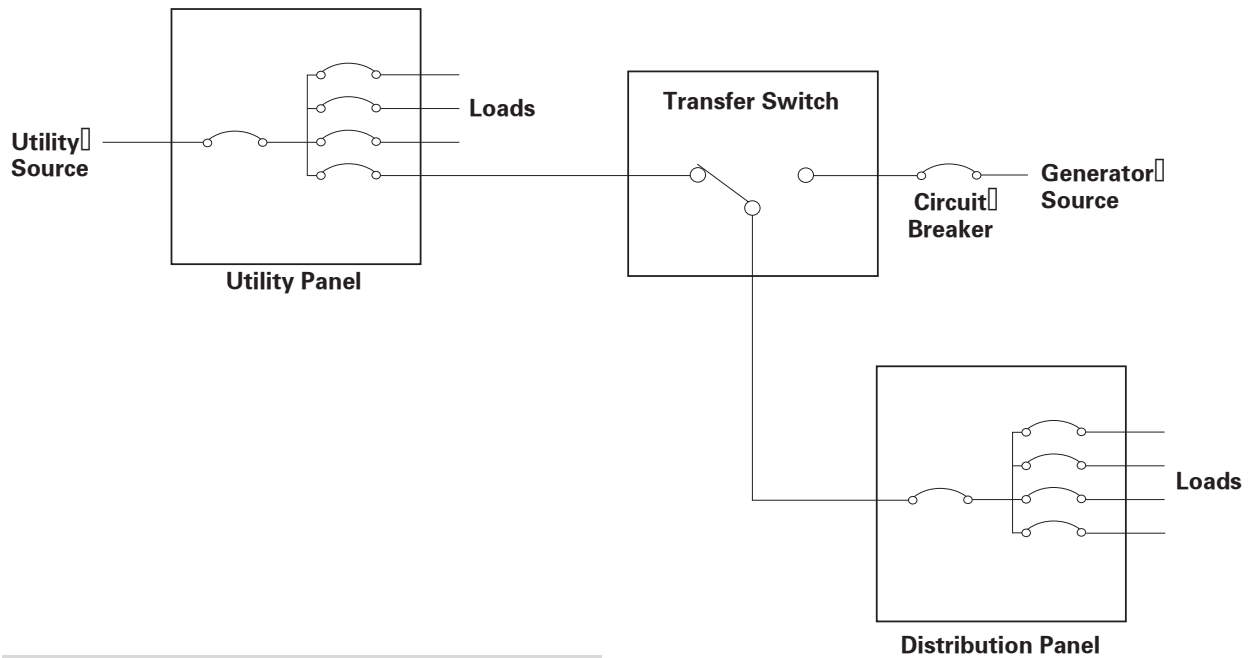 Transfer Switch
Loads
Utility
Source
Generator
Source
Circuit
Breaker
Utility Panel
Loads
Distribution Panel